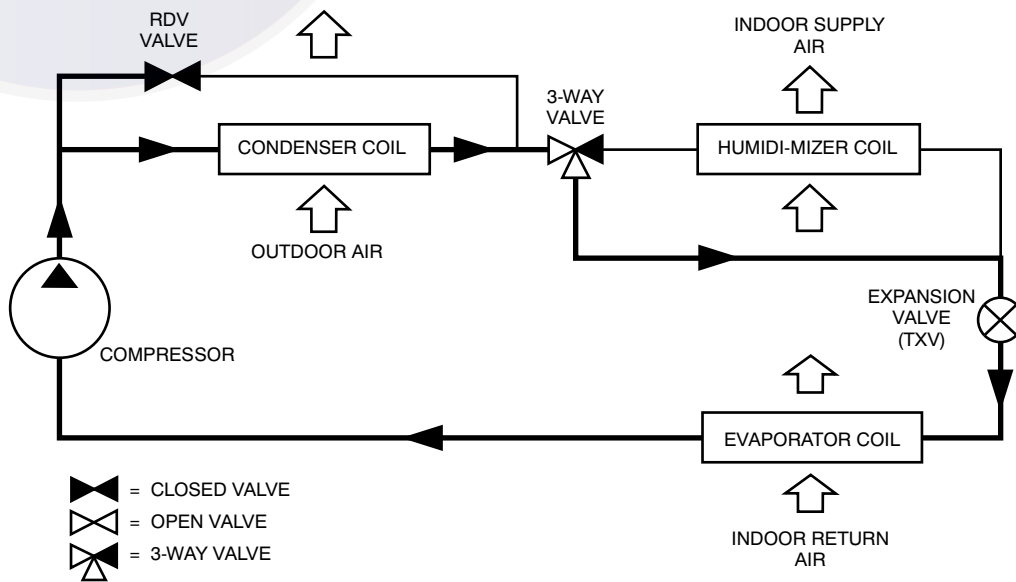 RDV
VALVE
INDOOR SUPPLY
AIR
3-WAY
VALVE
CONDENSER COIL
HUMIDI-MIZER COIL
OUTDOOR AIR
EXPANSION
VALVE
(TXV)
COMPRESSOR
EVAPORATOR COIL
= CLOSED VALVE
= OPEN VALVE
= 3-WAY VALVE
INDOOR RETURN
AIR